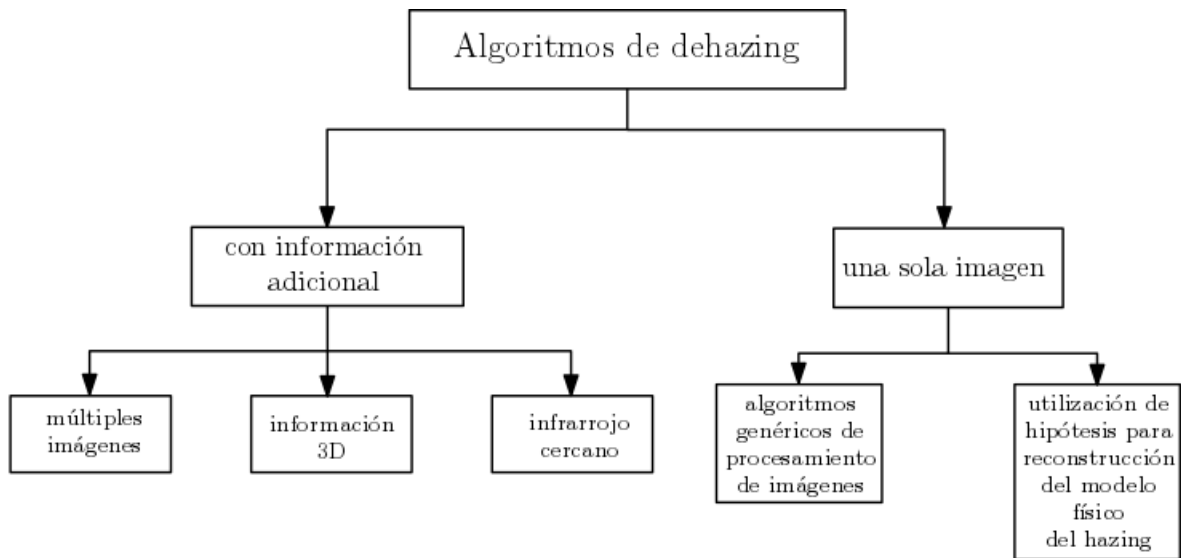 Algoritmos de dehazing
con información
adicional
una sola imagen
múltiples
imágenes
información
3D
infrarrojo
cercano
algoritmos
genéricos de
procesamiento
de imágenes
utilización de
hipótesis para
reconstrucción
del modelo
físico
del hazing